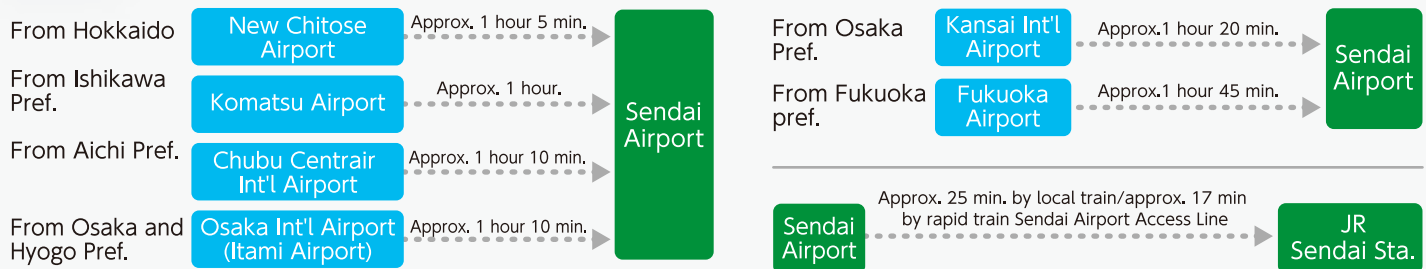 From Hokkaido
New Chitose
Airport
Approx. 1 hour 5 min.
From Ishikawa
Pref.
Komatsu Airport
Approx. 1 hour.
From Aichi Pref.
Chubu Centrair
Int'l Airport
Approx. 1 hour 10 min.
From Osaka and
Hyogo Pref.
Osaka Int'l Airport
(Itami Airport)
Approx. 1 hour 10 min.
Sendai
Airport
From Osaka
Pref.
Kansai Int'l
Airport
Approx.1 hour 20 min.
From Fukuoka
pref.
Fukuoka
Airport
Approx.1 hour 45 min.
Sendai
Airport
Sendai
Airport
Approx. 25 min. by local train/approx. 17 min
by rapid train Sendai Airport Access Line
JR
Sendai Sta.